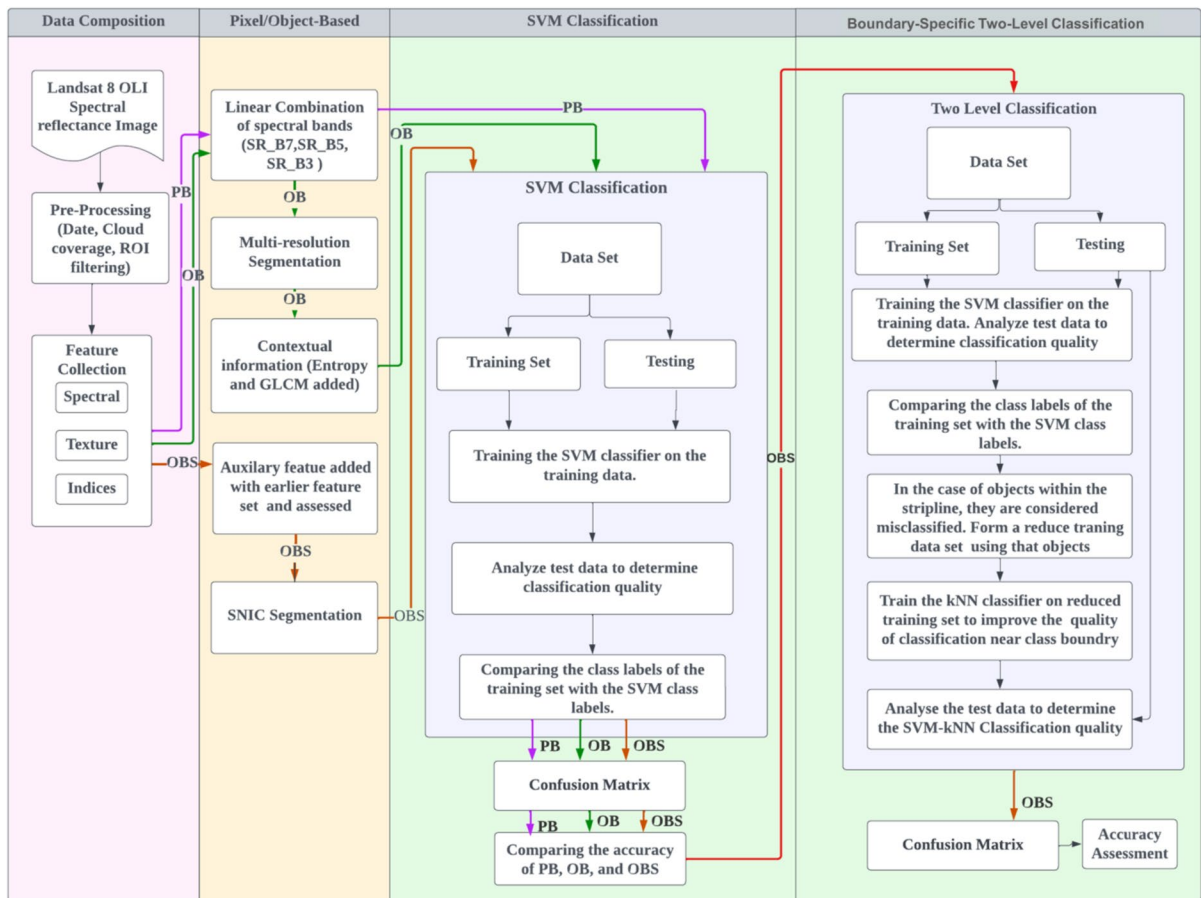 Data Composition
Landsat 8 OLI
Spectral
reflectance Image
Pre-Processing
(Date, Cloud
coverage, ROI
filtering)
Feature
Collection
Spectral
Texture
Indices
PB
OB
OBS
Pixel/Object-Based
Linear Combination
of spectral bands
(SR_B7,SR_B5,
SR_B3 )
OB
Multi-resolution
Segmentation
OB
Contextual
information (Entropy
and GLCM added)
Auxilary featue added
with earlier feature
set and assessed
OBS
SNIC Segmentation
OBS
SVM Classification
PB
OB
SVM Classification
Data Set
Training Set
Testing
Training the SVM classifier on the
training data.
Analyze test data to determine
classification quality
Comparing the class labels of the
training set with the SVM class
labels.
PB
OB
OBS
Confusion Matrix
PB
OB
OBS
Comparing the accuracy
of PB, OB, and OBS
OBS
Boundary-Specific Two-Level Classification
Two Level Classification
Data Set
Training Set
Testing
Training the SVM classifier on the
training data. Analyze test data to
determine classification quality
Comparing the class labels of the
training set with the SVM class
labels.
In the case of objects within the
stripline, they are considered
misclassified. Form a reduce traning
data set using that objects
Train the kNN classifier on reduced
training set to improve the quality
of classification near class boundry
Analyse the test data to determine
the SVM-kNN Classification quality
OBS
Confusion Matrix
Accuracy
Assessment